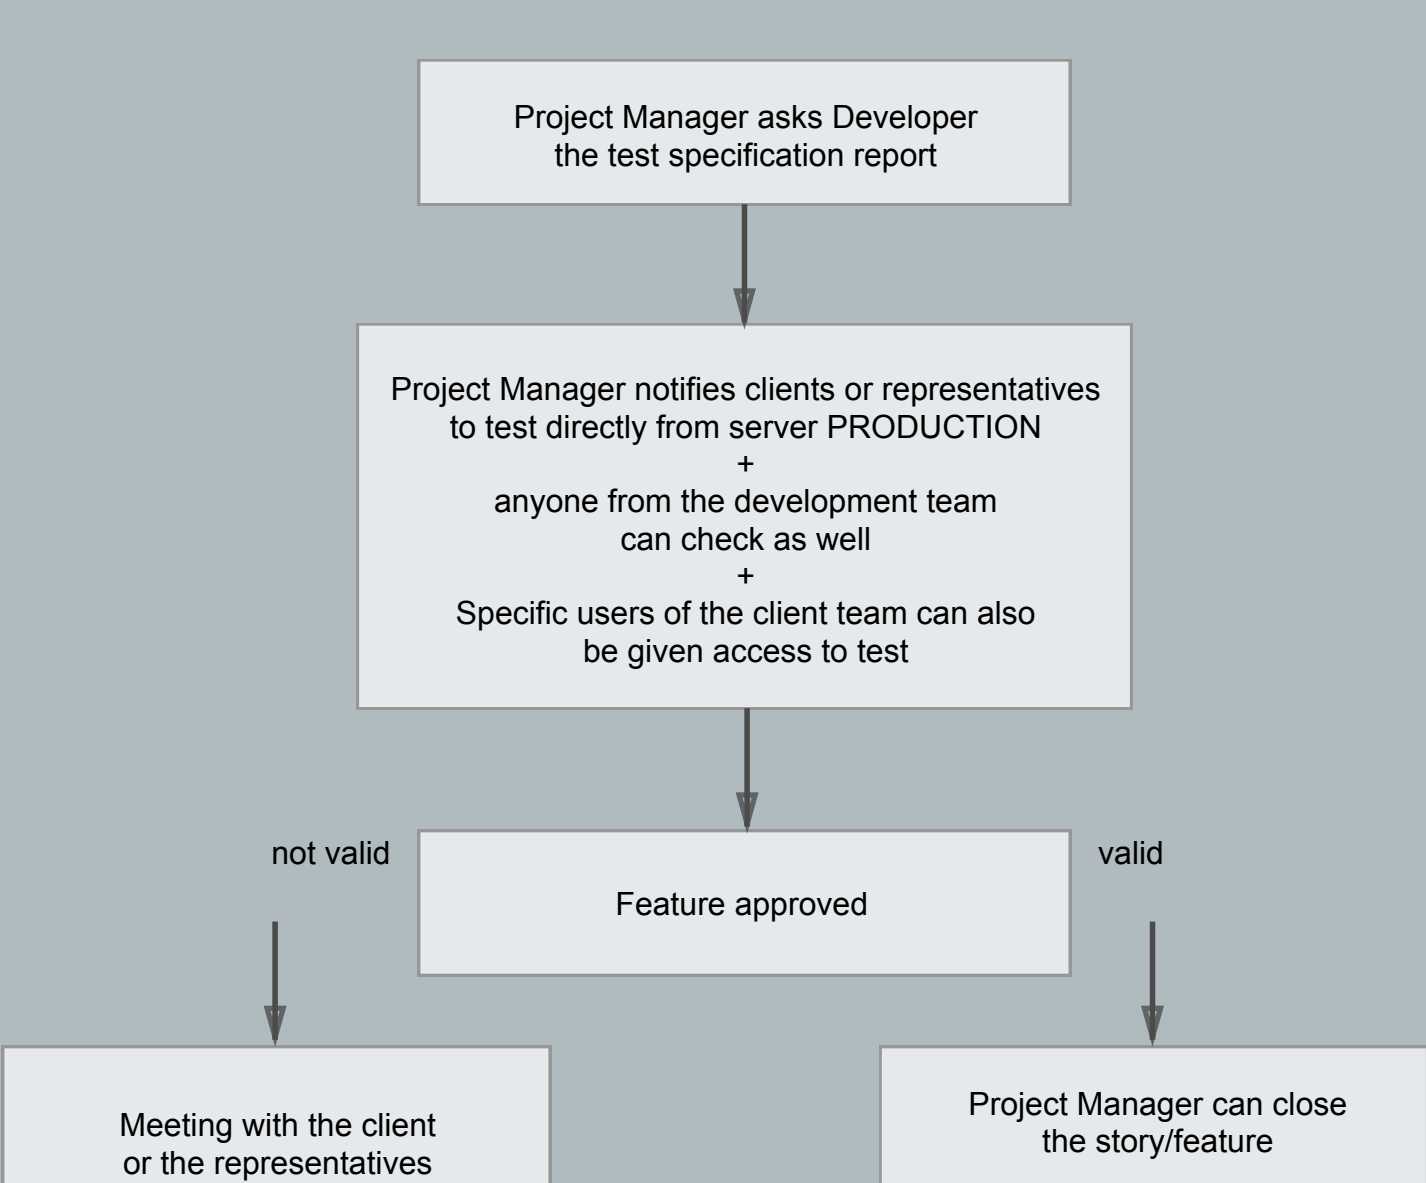 Project Manager asks Developer
the test specification report
Project Manager notifies clients or representatives
to test directly from server PRODUCTION
+
anyone from the development team
can check as well
+
Specific users of the client team can also
be given access to test
not valid
Feature approved
valid
Meeting with the client
or the representatives
Project Manager can close
the story/feature